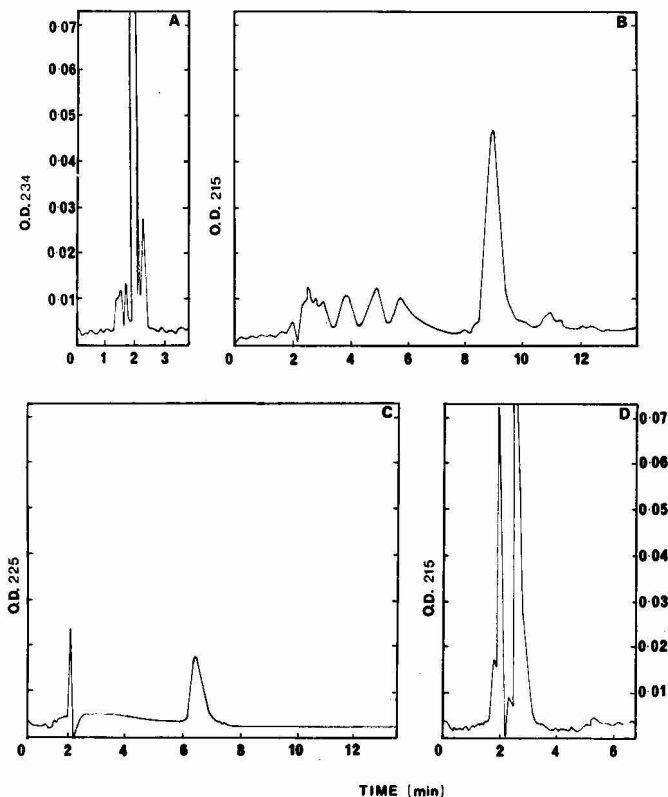 A
0·07
0·06
0·05
0·04
0·03
0·02
0·01
O.D. 234
0 1 2 3
B
O.D. 215
0 2 4 6 8 10 12 14
C
O.D. 225
0 2 4 6 8 10 12
D
O.D. 215
0·07
0·06
0·05
0·04
0·03
0·02
0·01
0 2 4 6
TIME (min)